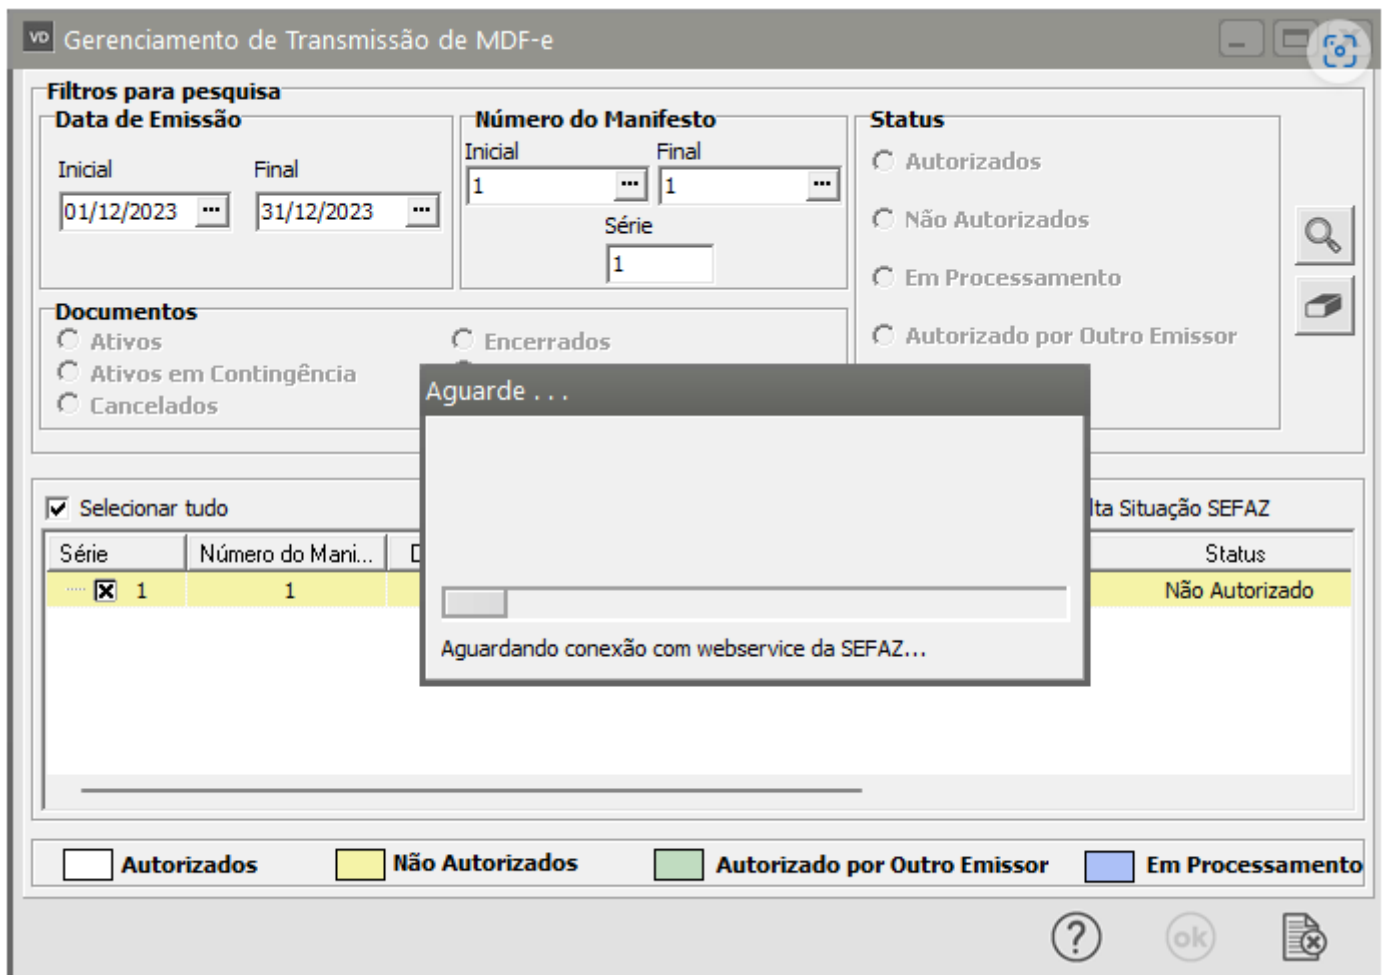 VD Gerenciamento de Transmissão de MDF-e
Filtros para pesquisa
Data de Emissão
Inicial Final
01/12/2023 ... 31/12/2023 ...
Número do Manifesto
Inicial Final
1 ... 1 ...
Série
1
Status
Autorizados
Não Autorizados
Em Processamento
Autorizado por Outro Emissor
Documentos
Ativos Encerrados
Ativos em Contingência
Cancelados
Aguarde . . .
Aguardando conexão com webservice da SEFAZ...
Selecionar tudo
lta Situação SEFAZ
Série Número do Mani... Status
1 1 Não Autorizado
Autorizados Não Autorizados Autorizado por Outro Emissor Em Processamento
? ok